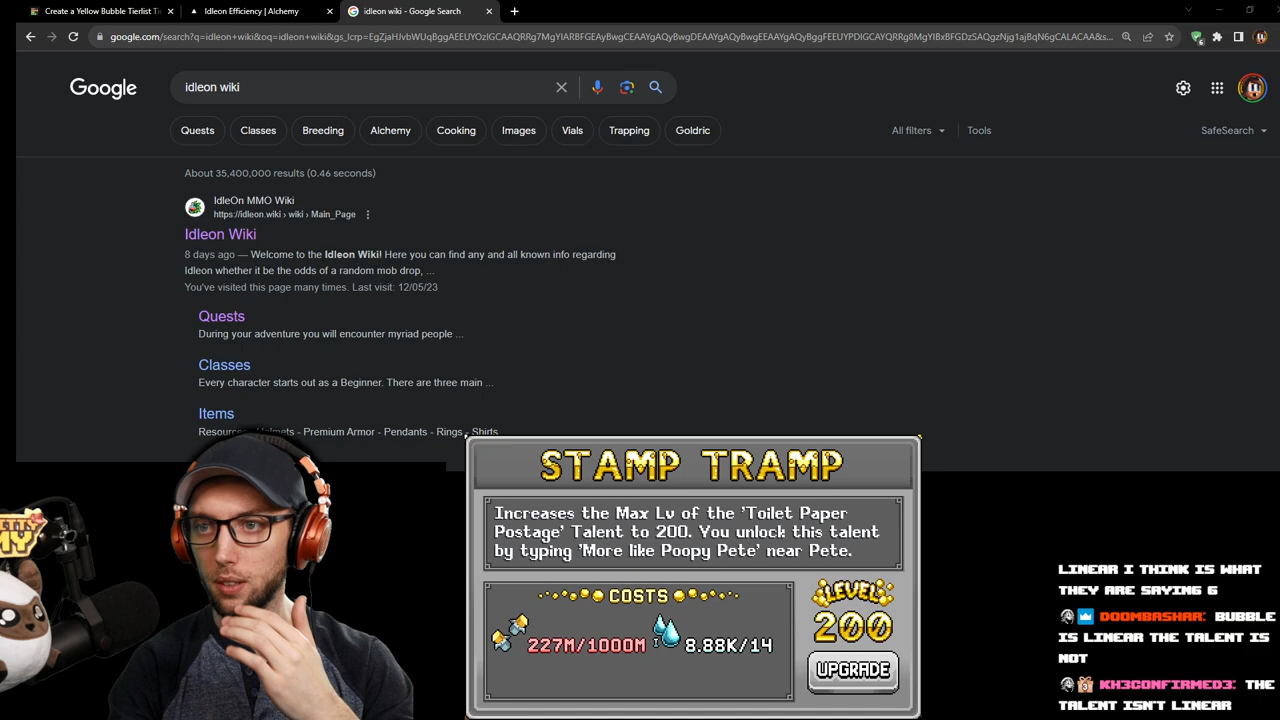 Create a Yellow Bubble Tierlist Tie
Idleon Efficiency | Alchemy
idleon wiki - Google Search
google.com/search?q=idleon+wiki&oq=idleon+wiki&gs_lcrp=
Google
idleon wiki
Quests
Classes
Breeding
Alchemy
Cooking
Images
Vials
Trapping
Goldric
All filters
Tools
SafeSearch
About 35,400,000 results (0.46 seconds)
IdleOn MMO Wiki
https://idleon.wiki › wiki › Main_Page
Idleon Wiki
8 days ago — Welcome to the Idleon Wiki! Here you can find any and all known info regarding
Idleon whether it be the odds of a random mob drop, ...
You've visited this page many times. Last visit: 12/05/23
Quests
During your adventure you will encounter myriad people ...
Classes
Every character starts out as a Beginner. There are three main ...
Items
- Premium Armor - Pendants - Rings - Shirts
STAMP TRAMP
Increases the Max Lv of the 'Toilet Paper
Postage' Talent to 200. You unlock this talent
by typing 'More like Poopy Pete' near Pete.
COSTS
227M/1000M
8.88K/14
LEVEL
200
UPGRADE
LINEAR I THINK IS WHAT
THEY ARE SAYING G
DOOMBASHAR: BUBBLE
IS LINEAR THE TALENT IS
NOT
KH3CONFIRMED3: THE
TALENT ISN'T LINEAR